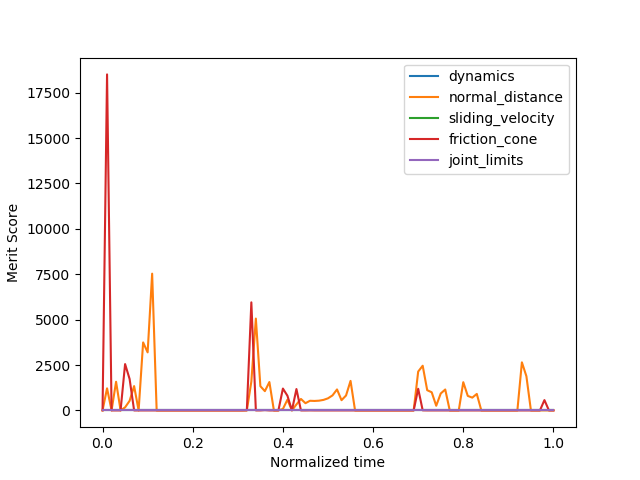 17500
15000
12500
10000
7500
5000
2500
0
Merit Score
dynamics
normal_distance
sliding_velocity
friction_cone
joint_limits
0.0 0.2 0.4 0.6 0.8 1.0
Normalized time